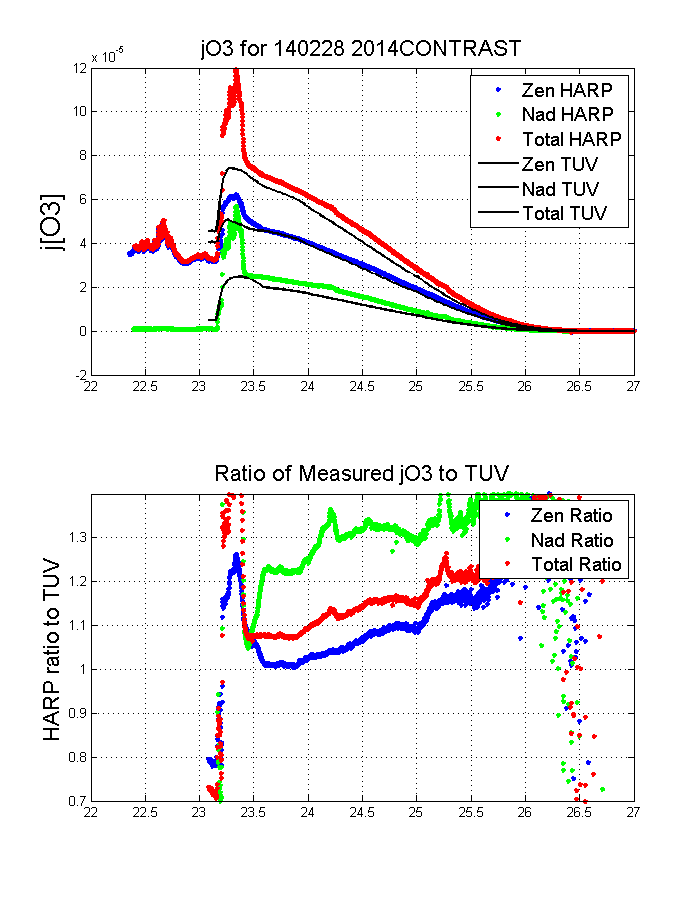 jO3 for 140228 2014CONTRAST
x 10-5
12
10
8
6
4
2
0
-2
j[O3]
Zen HARP
Nad HARP
Total HARP
Zen TUV
Nad TUV
Total TUV
22 22.5 23 23.5 24 24.5 25 25.5 26 26.5 27
Ratio of Measured jO3 to TUV
1.3
1.2
1.1
1
0.9
0.8
0.7
HARP ratio to TUV
Zen Ratio
Nad Ratio
Total Ratio
22 22.5 23 23.5 24 24.5 25 25.5 26 26.5 27